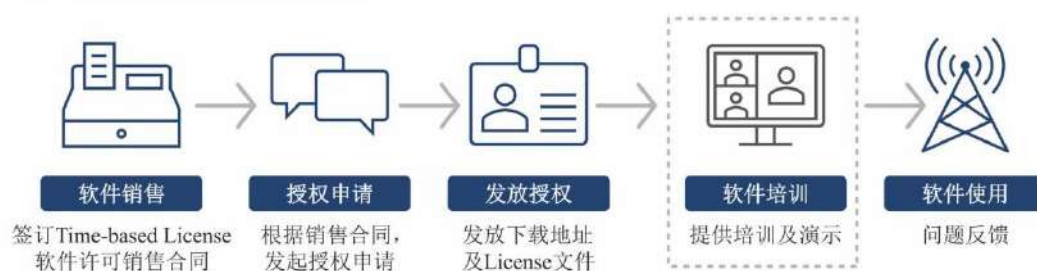 软件销售
签订Time-based License
软件许可销售合同
授权申请
根据销售合同，
发起授权申请
发放授权
发放下载地址
及License文件
软件培训
提供培训及演示
软件使用
问题反馈